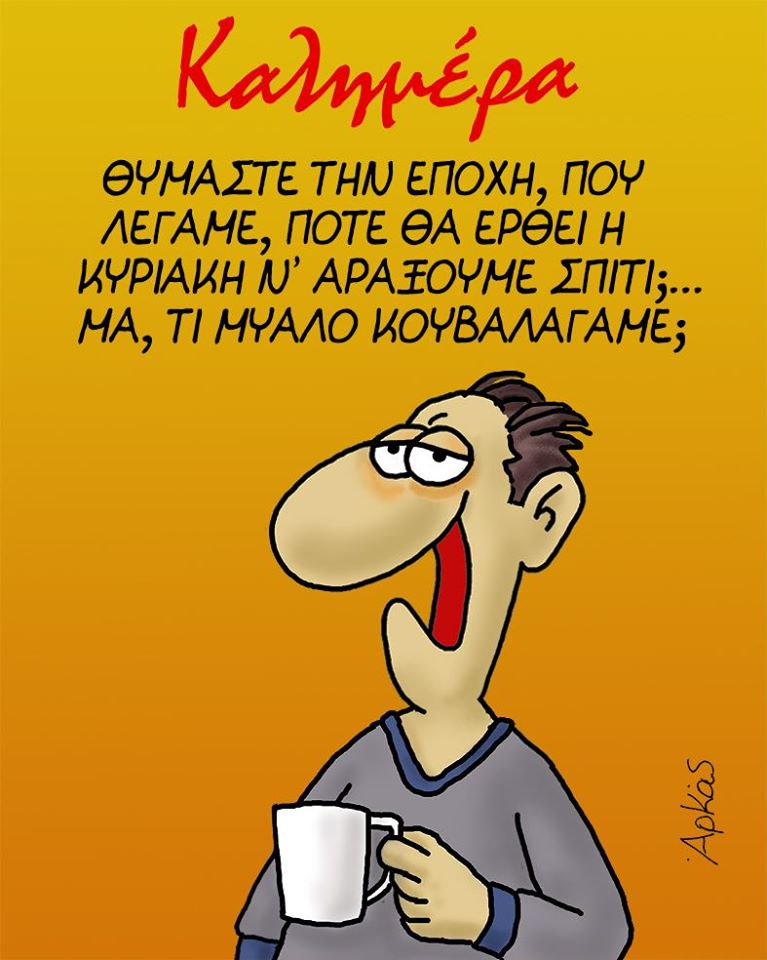 Καλημέρα
ΘΥΜΑΣΤΕ ΤΗΝ ΕΠΟΧΗ, ΠΟΥ
ΛΕΓΑΜΕ, ΠΟΤΕ ΘΑ ΕΡΘΕΙ Η
ΚΥΡΙΑΚΗ Ν' ΑΡΑΞΟΥΜΕ ΣΠΙΤΙ;...
ΜΑ, ΤΙ ΜΥΑΛΟ ΚΟΥΒΑΛΑΓΑΜΕ;
Αρκάς